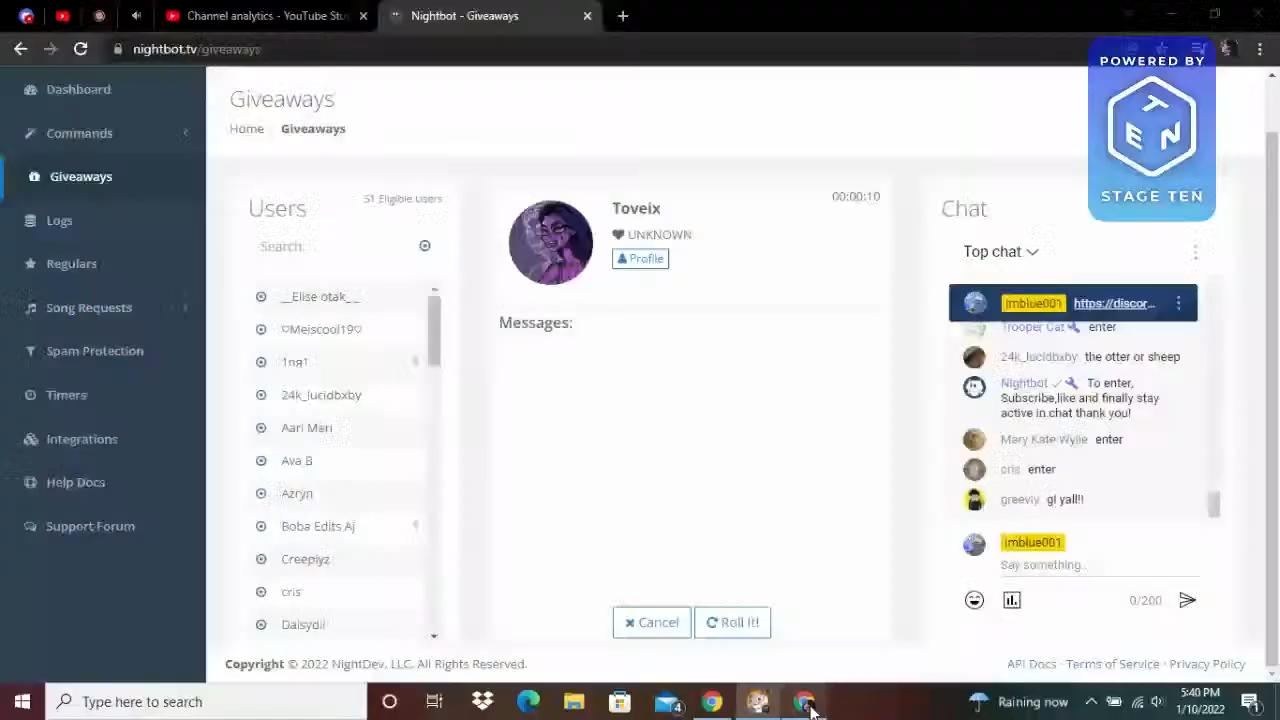 Channel analytics - YouTube Stu
Nightbot - Giveaways
nightbot.tv/giveaways
POWERED BY
TEN
STAGE TEN
Dashboard
Commands
Giveaways
Logs
Regulars
Song Requests
Spam Protection
Timers
Integrations
Help Docs
Support Forum
Giveaways
Home Giveaways
Users
51 Eligible Users
Search.
__Elise otak__
♡Meiscool19♡
24k_lucidbxby
Aari Mari
Ava B
Azryn
Boba Edits Aj
Creepiyz
cris
Toveix
00:00:10
UNKNOWN
Profile
Messages:
Cancel
Roll It!
Chat
Top chat
imblue001 https://discor...
Trooper Cat enter
24k_lucidbxby the otter or sheep
Nightbot To enter,
Subscribe,like and finally stay
active in chat thank you!
Mary Kate Wylie enter
cris enter
greeviy gl yall!!
imblue001
Say something..
0/200
Copyright © 2022 NightDev, LLC. All Rights Reserved.
API Docs · Terms of Service · Privacy Policy
Type here to search
4
Raining now
5:40 PM
1/10/2022
1